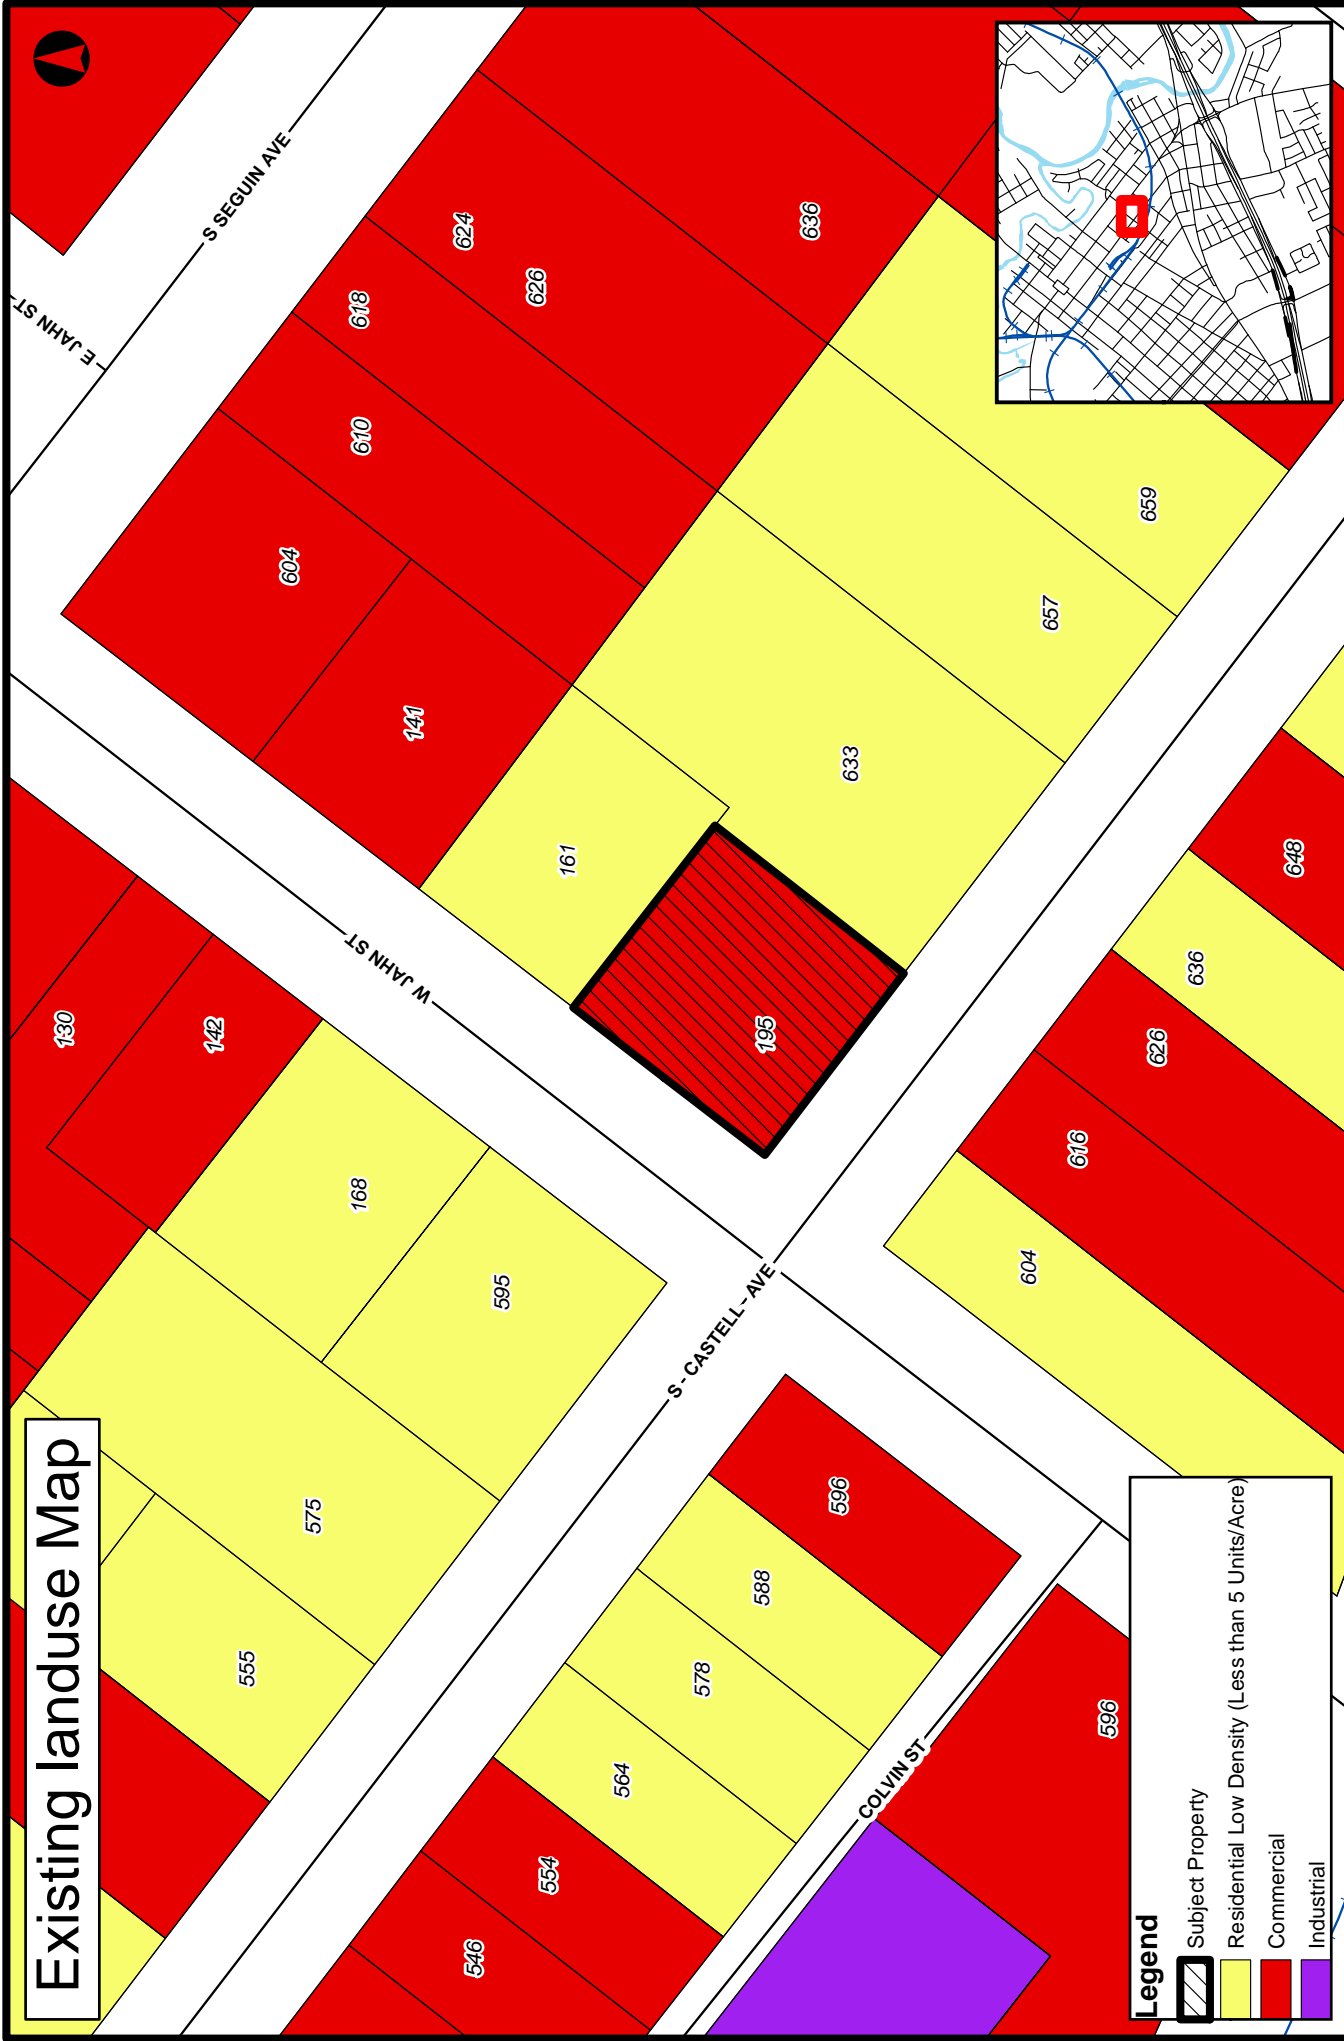 Existing landuse Map
S SEGUIN AVE
E JAHN ST
W JAHN ST
S - CASTELL - AVE
COLVIN ST
624
636
618
626
610
604
141
659
657
633
161
195
130
142
168
595
648
636
626
616
604
575
555
596
588
578
564
554
546
596
Legend
Subject Property
Residential Low Density (Less than 5 Units/Acre)
Commercial
Industrial